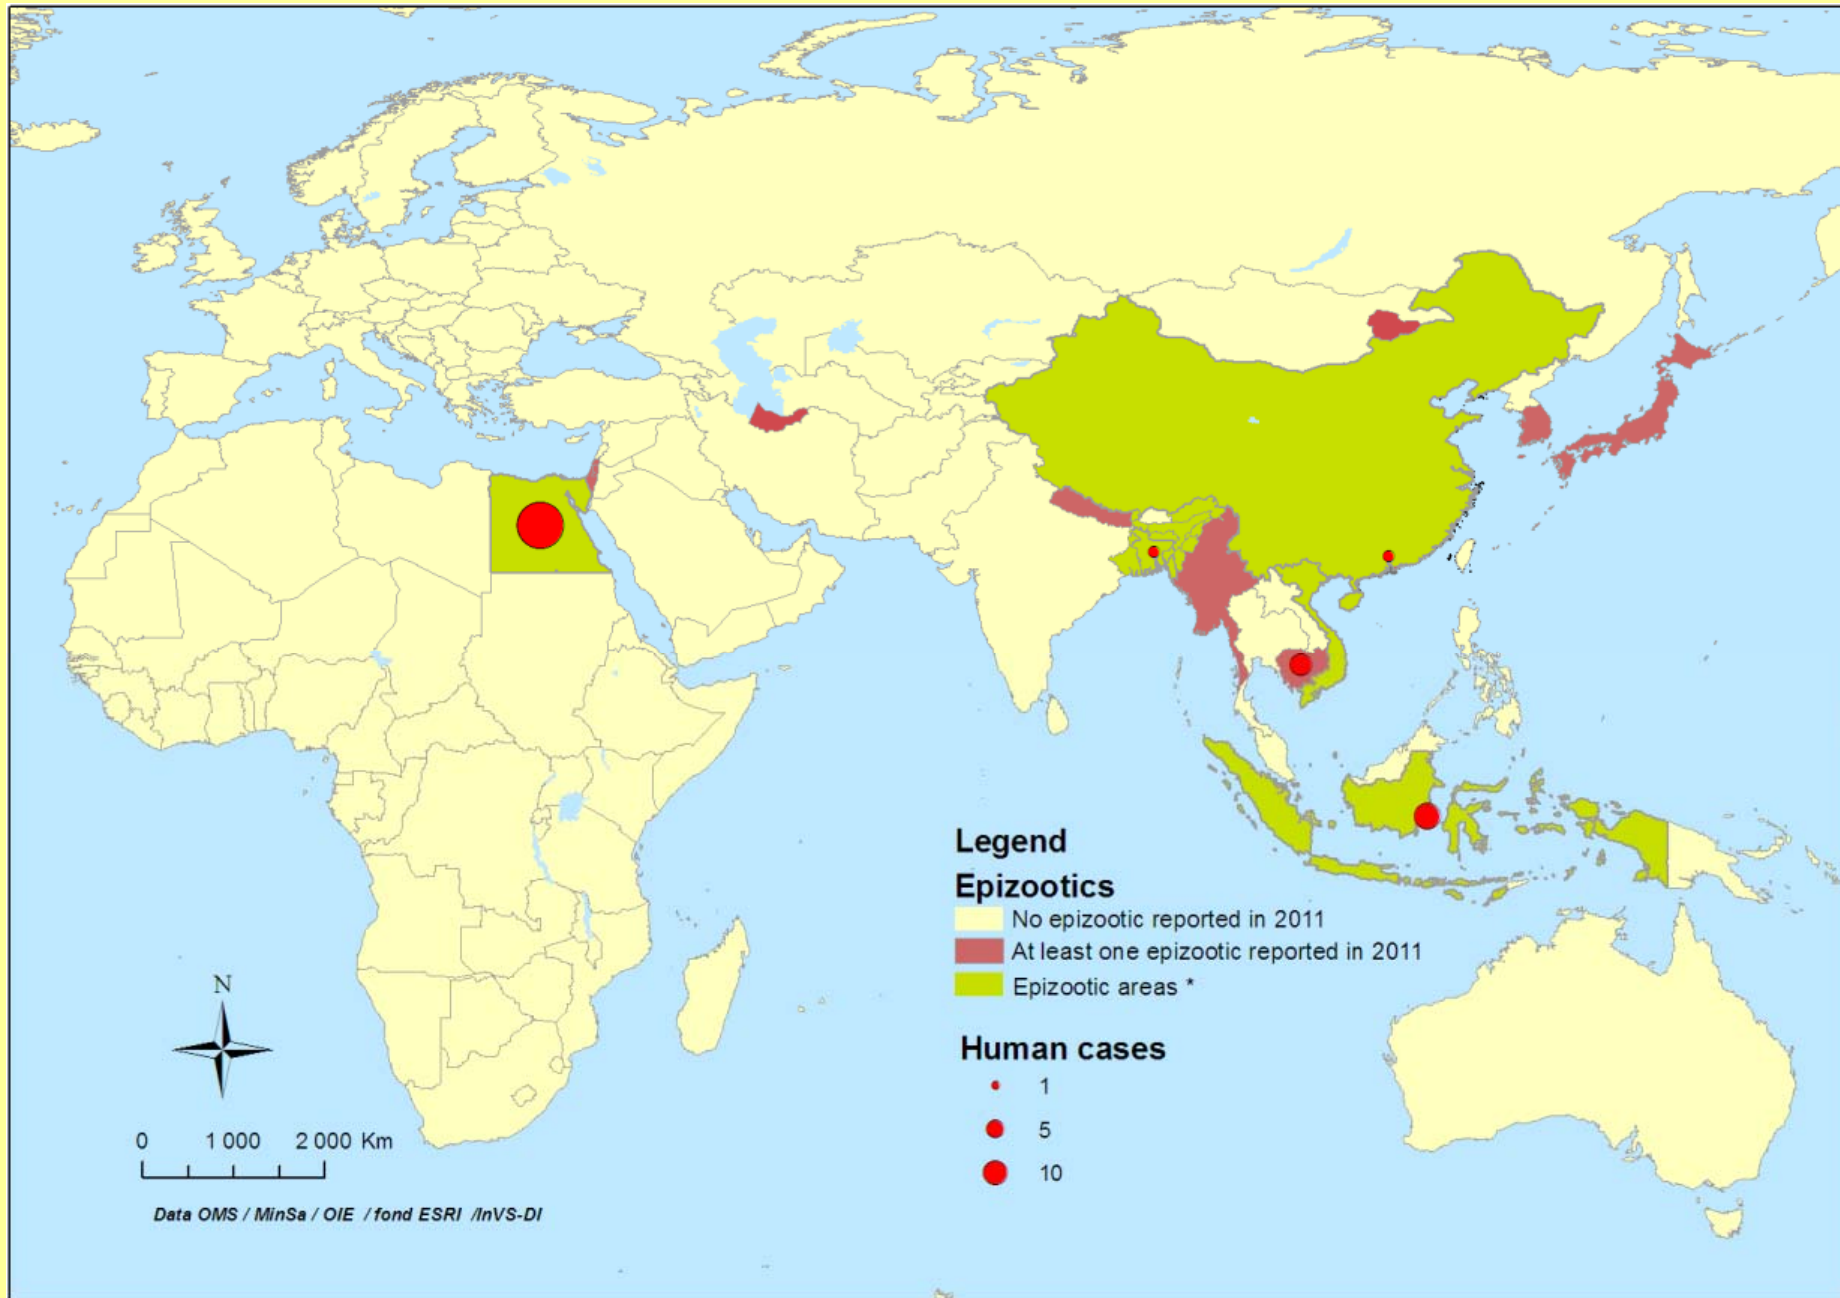 Legend
Epizootics
No epizootic reported in 2011
At least one epizootic reported in 2011
Epizootic areas *
Human cases
1
5
10
N
0 1 000 2 000 Km
Data OMS / MinSa / OIE / fond ESRI /InVS-DI